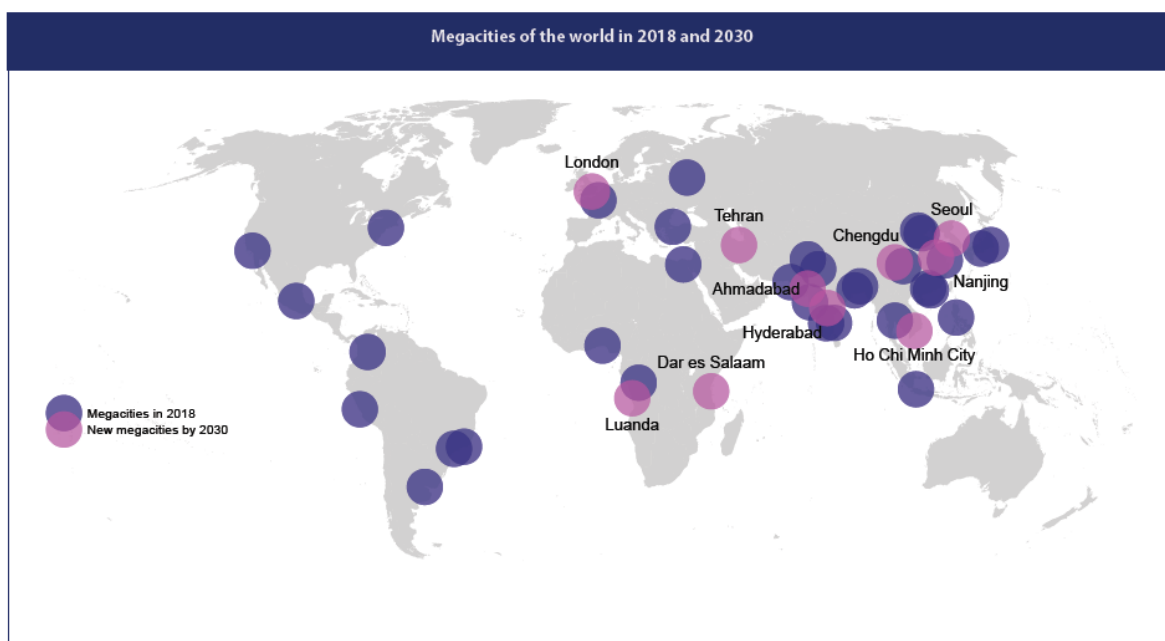 Megacities of the world in 2018 and 2030
London
Seoul
Tehran
Chengdu
Ahmadabad
Nanjing
Hyderabad
Ho Chi Minh City
Dar es Salaam
Luanda
Megacities in 2018
New megacities by 2030